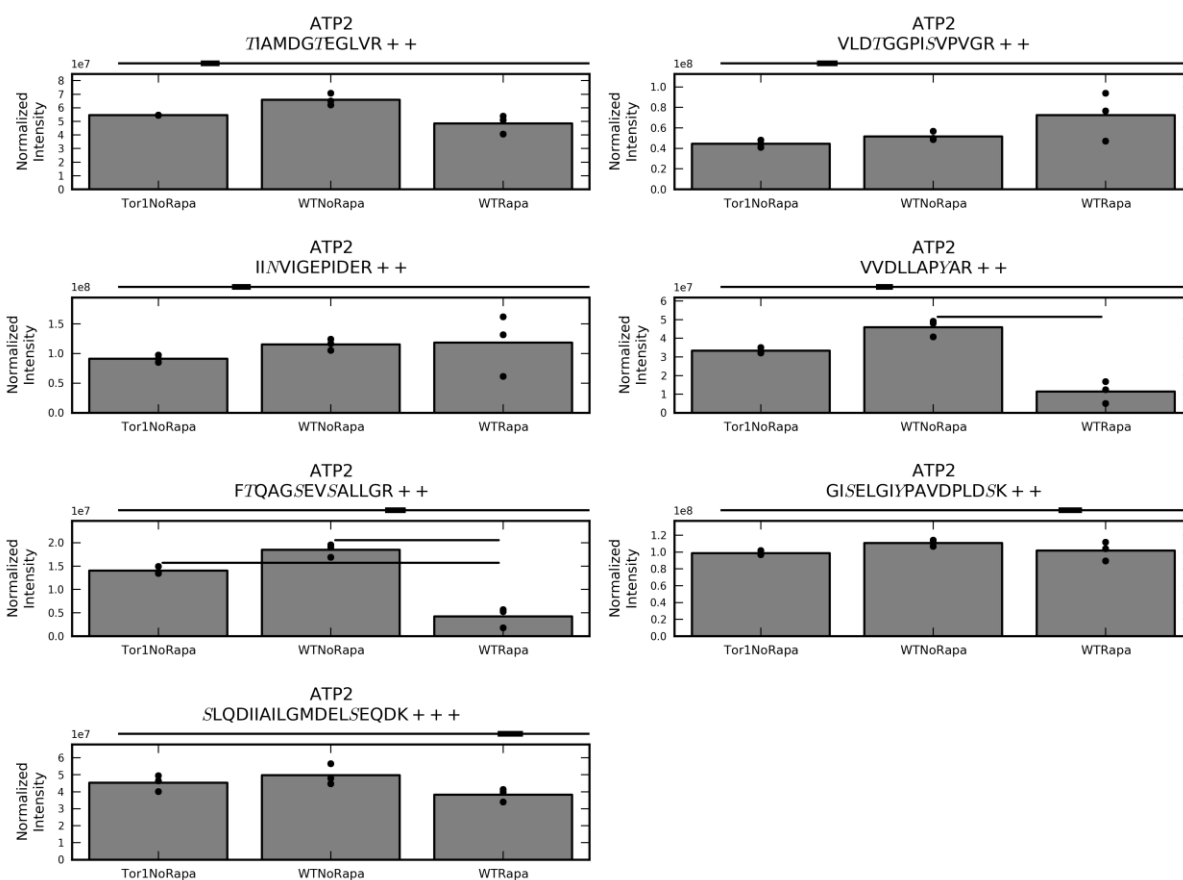 ATP2
TIAMDGTEGLVR + +
1e7
Normalized
Intensity
8
7
6
5
4
3
2
1
0
Tor1NoRapa WTNoRapa WTRapa
ATP2
VLDTGGPISVPVGR + +
1e8
Normalized
Intensity
1.0
0.8
0.6
0.4
0.2
0.0
Tor1NoRapa WTNoRapa WTRapa
ATP2
IINVIGEPIDER + +
1e8
Normalized
Intensity
1.5
1.0
0.5
0.0
Tor1NoRapa WTNoRapa WTRapa
ATP2
VVDLLAPYAR + +
1e7
Normalized
Intensity
6
5
4
3
2
1
0
Tor1NoRapa WTNoRapa WTRapa
ATP2
FTQAGSEVSALLGR + +
1e7
Normalized
Intensity
2.0
1.5
1.0
0.5
0.0
Tor1NoRapa WTNoRapa WTRapa
ATP2
GISELGIYPAVDPLDSK + +
1e8
Normalized
Intensity
1.2
1.0
0.8
0.6
0.4
0.2
0.0
Tor1NoRapa WTNoRapa WTRapa
ATP2
SLQDIIAILGMDELSEQDK + + +
1e7
Normalized
Intensity
6
5
4
3
2
1
0
Tor1NoRapa WTNoRapa WTRapa